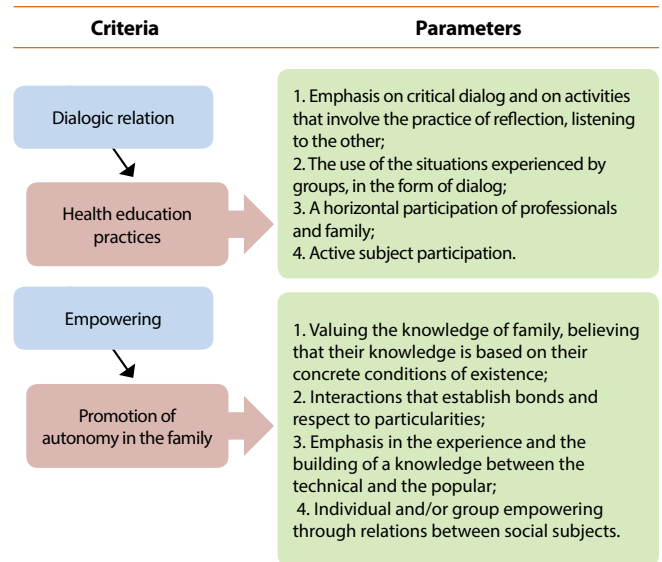 Criteria
Parameters
Dialogic relation
Health education
practices
1. Emphasis on critical dialog and on activities
that involve the practice of reflection, listening
to the other;
2. The use of the situations experienced by
groups, in the form of dialog;
3. A horizontal participation of professionals
and family;
4. Active subject participation.
Empowering
Promotion of
autonomy in the family
1. Valuing the knowledge of family, believing
that their knowledge is based on their
concrete conditions of existence;
2. Interactions that establish bonds and
respect to particularities;
3. Emphasis in the experience and the
building of a knowledge between the
technical and the popular;
4. Individual and/or group empowering
through relations between social subjects.